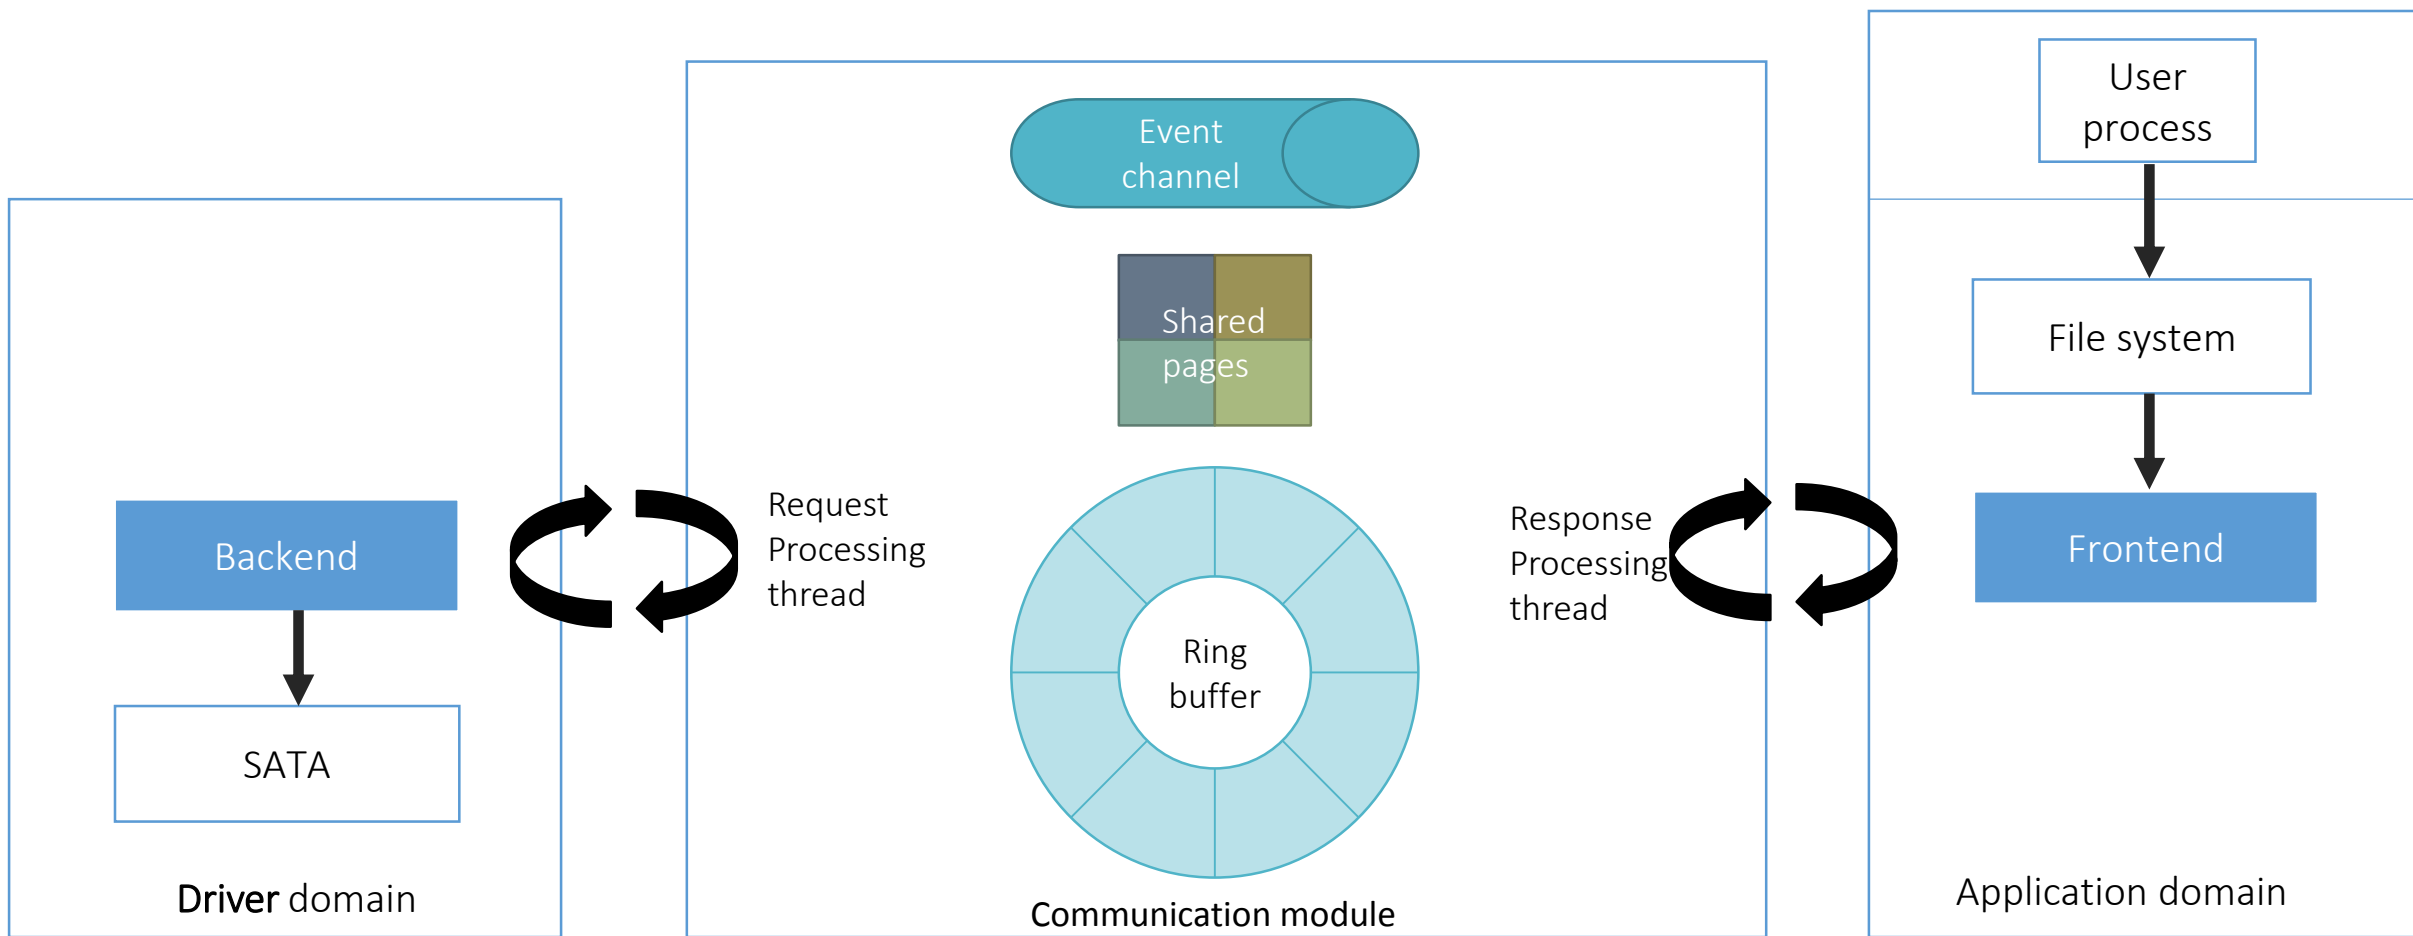 Backend
SATA
Driver domain
Event
channel
Shared
pages
Request
Processing
thread
Ring
buffer
Response
Processing
thread
Communication module
User
process
File system
Frontend
Application domain